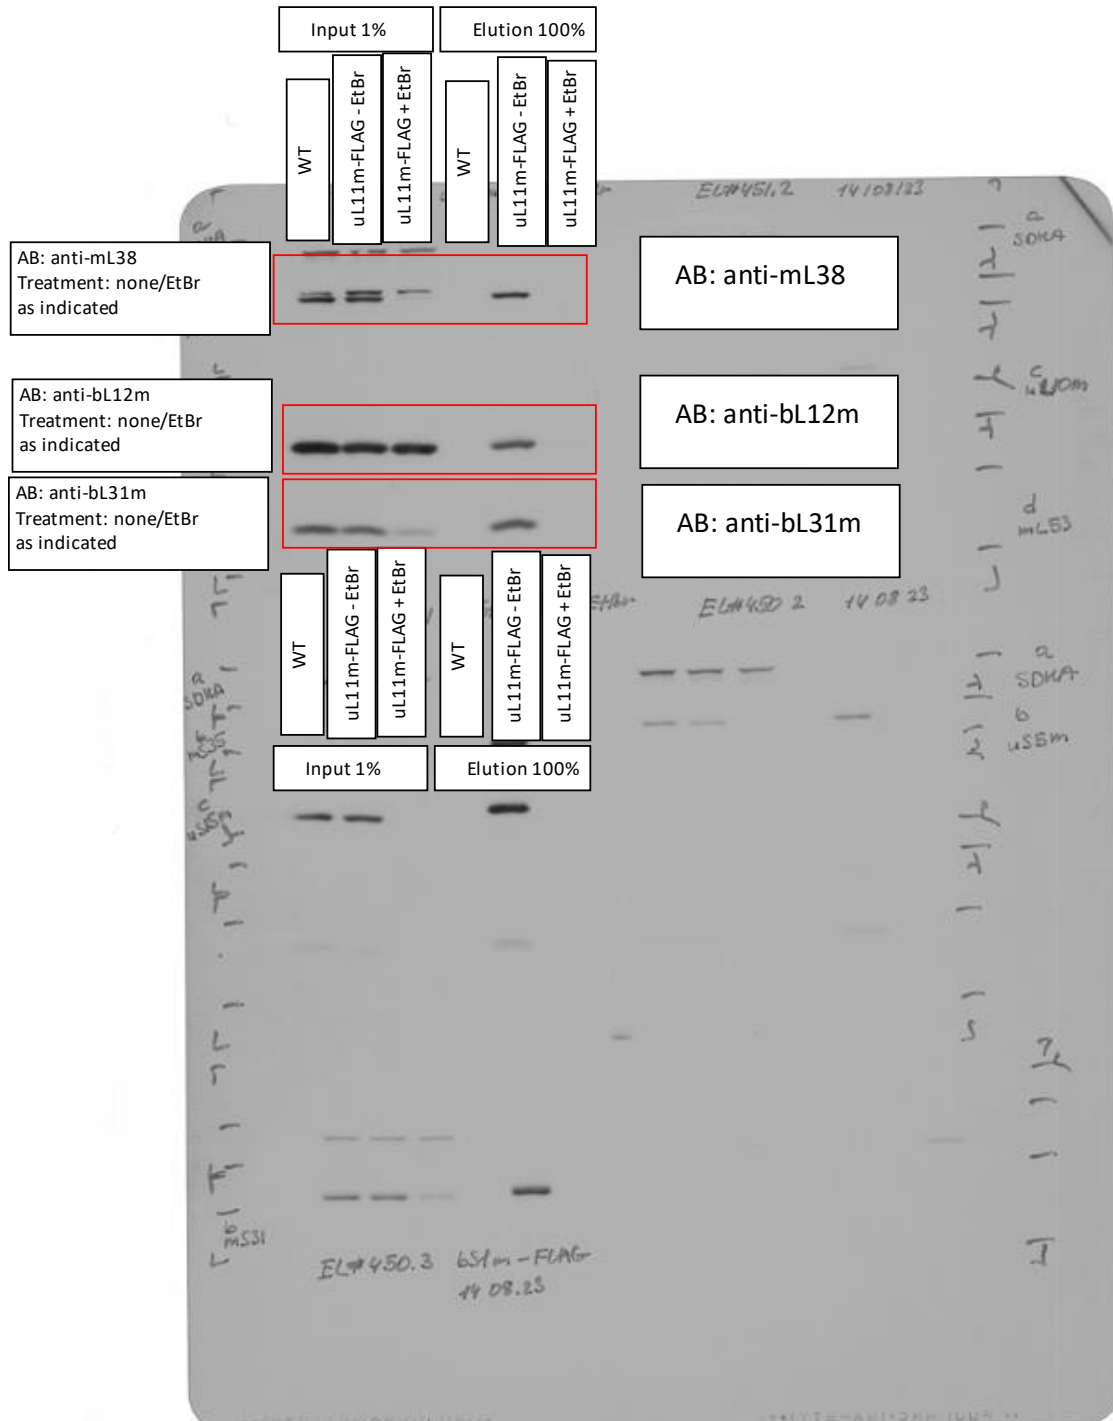 Input 1%
Elution 100%
WT
uL11m-FLAG - EtBr
uL11m-FLAG + EtBr
WT
uL11m-FLAG - EtBr
uL11m-FLAG + EtBr
EL#451.2
14/08/23
a
SDHA
AB: anti-mL38
Treatment: none/EtBr
as indicated
AB: anti-mL38
c
AB: anti-bL12m
Treatment: none/EtBr
as indicated
AB: anti-bL12m
AB: anti-bL31m
Treatment: none/EtBr
as indicated
AB: anti-bL31m
d
mL53
WT
uL11m-FLAG - EtBr
uL11m-FLAG + EtBr
WT
uL11m-FLAG - EtBr
uL11m-FLAG + EtBr
EtBr
EL#450.2
14 08 23
a
SDHA
a
SDHA
b
uS5m
b
mS35
c
Input 1%
Elution 100%
b
mS31
EL#450.3
bS1m-FLAG
14 08.23